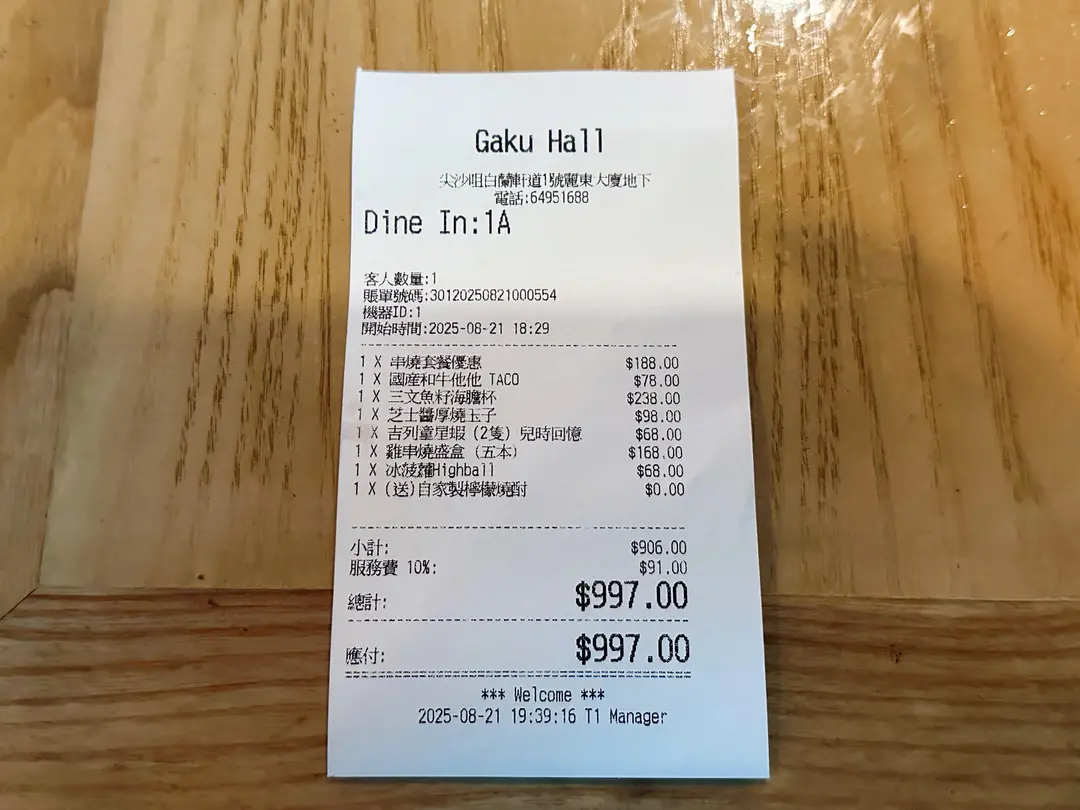 Gaku Hall
尖沙咀白蘭軒道1號麗東大廈地下
電話:64951688
Dine In:1A
客人數量:1
賬單號碼:30120250821000554
機器ID:1
開始時間:2025-08-21 18:29
1 X 串燒套餐優惠 $188.00
1 X 國産和牛他他 TACO $78.00
1 X 三文魚籽海膽杯 $238.00
1 X 芝士醬厚燒玉子 $98.00
1 X 吉列童星蝦 (2隻) 兒時回憶 $68.00
1 X 雞串燒盛盒 (五本) $168.00
1 X 冰菠蘿Highball $68.00
1 X (送)自家製檸檬燒酎 $0.00
小計: $906.00
服務費 10%: $91.00
總計: $997.00
應付: $997.00
*** Welcome ***
2025-08-21 19:39:16 T1 Manager